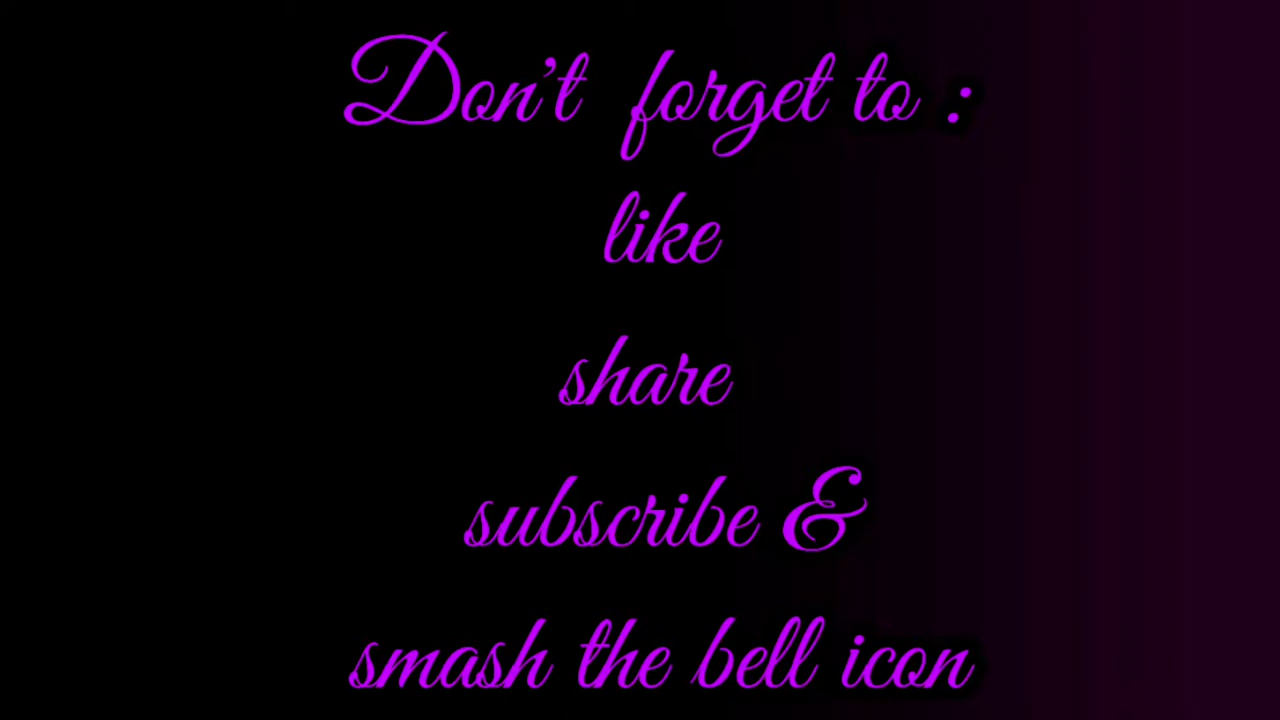 Don't forget to :
like
share
subscribe &
smash the bell icon